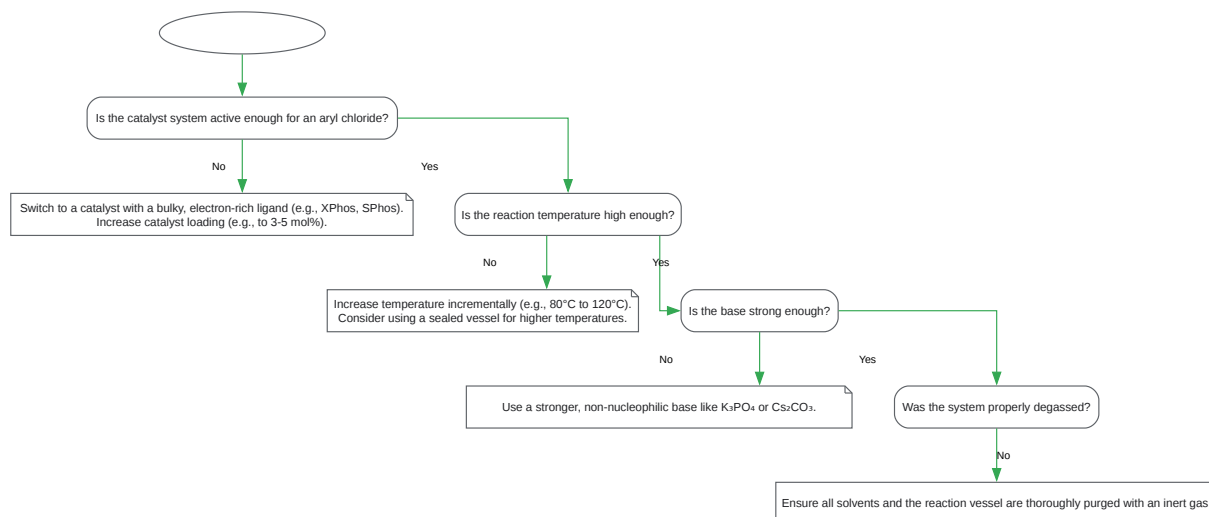 Is the catalyst system active enough for an aryl chloride?
No
Yes
Switch to a catalyst with a bulky, electron-rich ligand (e.g., XPhos, SPhos).
Increase catalyst loading (e.g., to 3-5 mol%).
Is the reaction temperature high enough?
No
Yes
Increase temperature incrementally (e.g., 80°C to 120°C).
Consider using a sealed vessel for higher temperatures.
Is the base strong enough?
No
Yes
Use a stronger, non-nucleophilic base like K₃PO₄ or Cs₂CO₃.
Was the system properly degassed?
No
Ensure all solvents and the reaction vessel are thoroughly purged with an inert gas